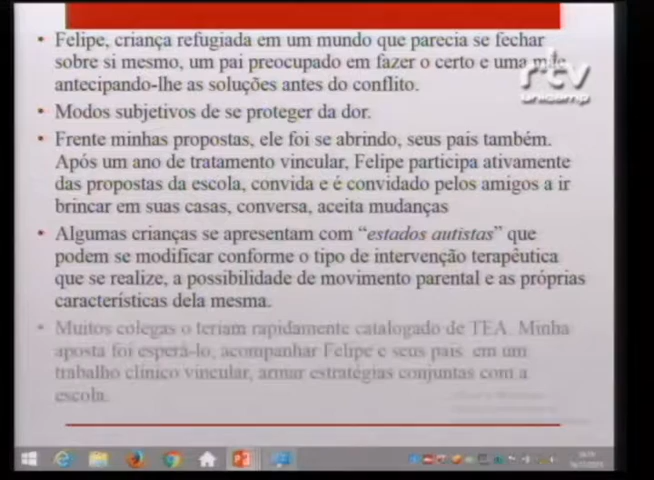 Felipe, criança refugiada em um mundo que parecia se fechar
sobre si mesmo, um pai preocupado em fazer o certo e uma mãe
antecipando-lhe as soluções antes do conflito.
rtv
unicamp
Modos subjetivos de se proteger da dor.
Frente minhas propostas, ele foi se abrindo, seus pais também.
Após um ano de tratamento vincular, Felipe participa ativamente
das propostas da escola, convida e é convidado pelos amigos a ir
brincar em suas casas, conversa, aceita mudanças
Algumas crianças se apresentam com “estados autistas” que
podem se modificar conforme o tipo de intervenção terapêutica
que se realize, a possibilidade de movimento parental e as próprias
características dela mesma.
Muitos colegas o teriam rapidamente catalogado de TEA. Minha
aposta foi esperá-lo, acompanhar Felipe e seus pais em um
trabalho clínico vincular, armar estratégias conjuntas com a
escola.